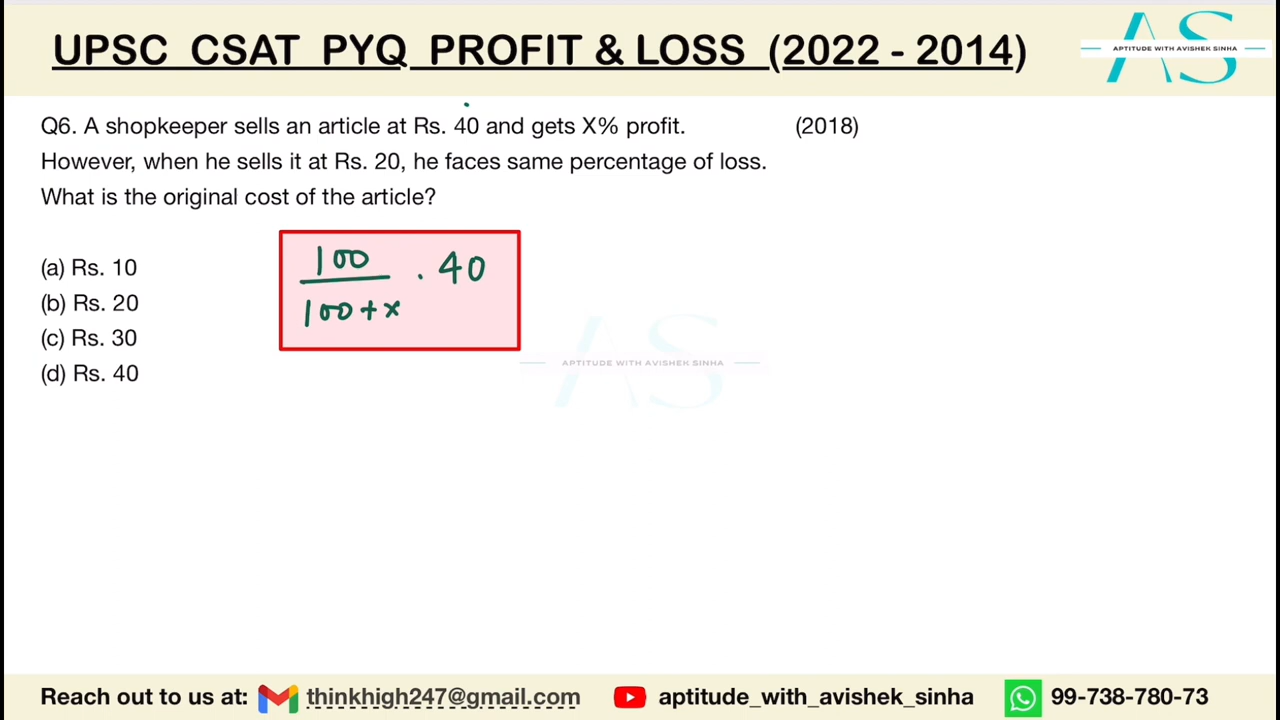 UPSC CSAT PYQ PROFIT & LOSS (2022 - 2014)
AS
APTITUDE WITH AVISHEK SINHA
Q6. A shopkeeper sells an article at Rs. 40 and gets X% profit. (2018)
However, when he sells it at Rs. 20, he faces same percentage of loss.
What is the original cost of the article?
(a) Rs. 10
(b) Rs. 20
(c) Rs. 30
(d) Rs. 40
100
. 40
100+x
AS
APTITUDE WITH AVISHEK SINHA
Reach out to us at: thinkhigh247@gmail.com aptitude_with_avishek_sinha 99-738-780-73